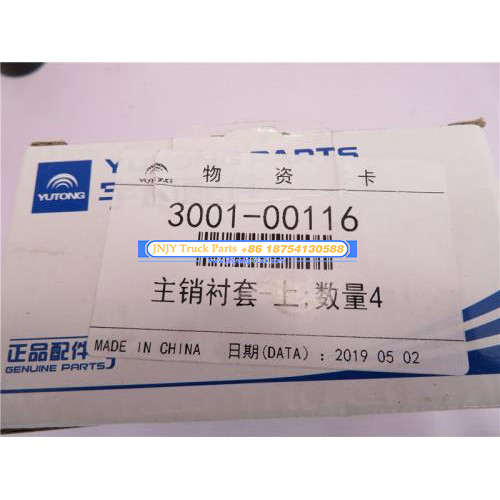 YUTONG PARTS
YUTONG
物资卡
3001-00116
JNJY Truck Parts +86 18754130588
主销衬套-上;数量4
MADE IN CHINA 日期(DATA): 2019 05 02
正品配件
GENUINE PARTS